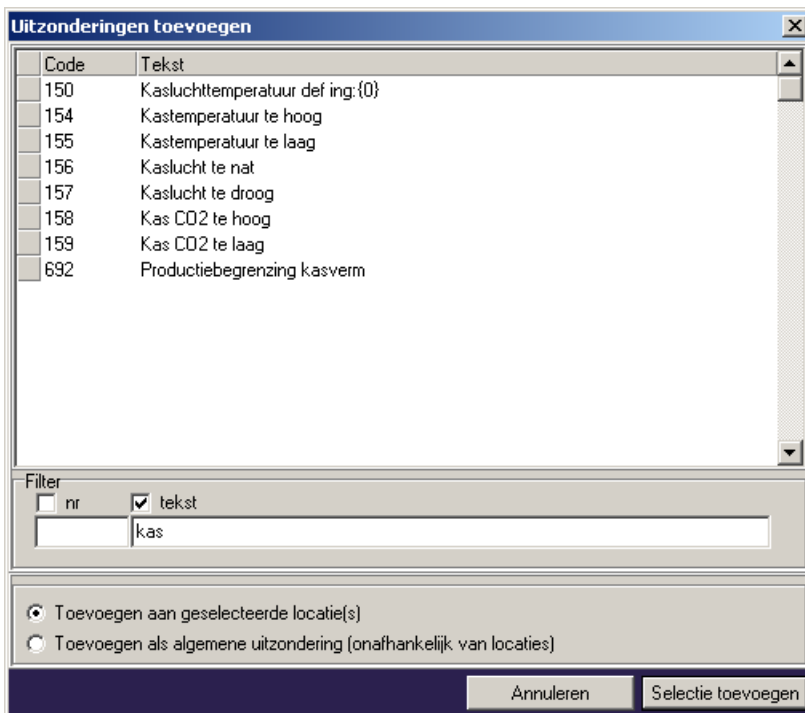 Uitzonderingen toevoegen
Code Tekst
150 Kasluchttemperatuur def ing:{0}
154 Kastemperatuur te hoog
155 Kastemperatuur te laag
156 Kaslucht te nat
157 Kaslucht te droog
158 Kas CO2 te hoog
159 Kas CO2 te laag
692 Productiebegrenzing kasverm
Filter
nr tekst
kas
Toevoegen aan geselecteerde locatie(s)
Toevoegen als algemene uitzondering (onafhankelijk van locaties)
Annuleren Selectie toevoegen